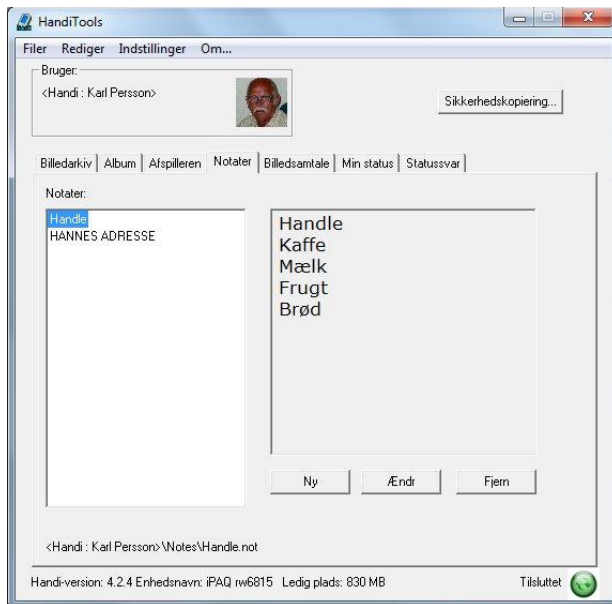 HandiTools
Filer Rediger Indstillinger Om...
Bruger:
<Handi : Karl Persson>
Sikkerhedskopiering...
Billedarkiv Album Afspilleren Notater Billedsamtale Min status Statussvar
Notater:
Handle
HANNES ADRESSE
Handle
Kaffe
Mælk
Frugt
Brød
Ny Ændr Fjern
<Handi : Karl Persson>\Notes\Handle.not
Handi-version: 4.2.4 Enhedsnavn: iPAQ rw6815 Ledig plads: 830 MB Tilsluttet